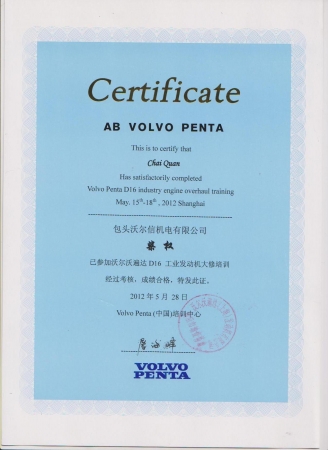 Certificate
AB VOLVO PENTA
This is to certify that
Chai Quan
Has satisfactorily completed
Volvo Penta D16 industry engine overhaul training
May, 15th-18th , 2012 Shanghai
包头沃尔信机电有限公司
柴 权
已参加沃尔沃遍达 D16 工业发动机大修培训
经过考核，成绩合格，特发此证。
2012 年 5 月 28 日
Volvo Penta (中国)培训中心
VOLVO
PENTA